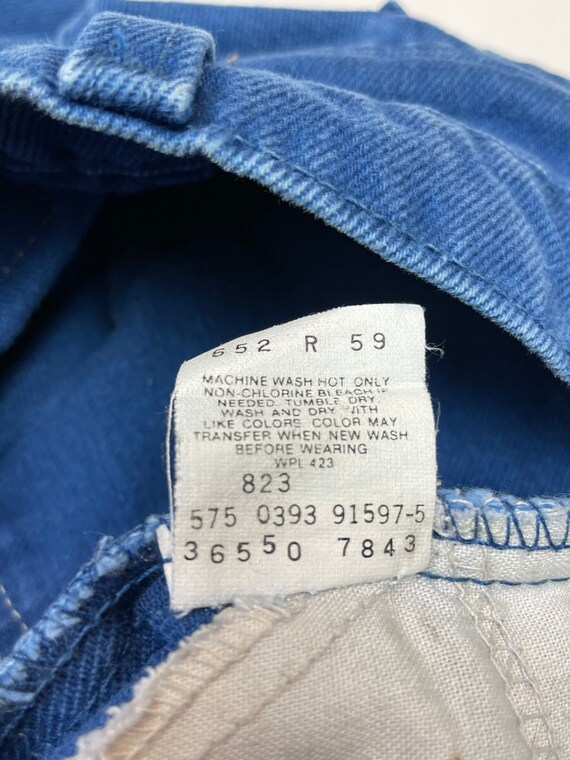 652 R 59
MACHINE WASH HOT ONLY
NON-CHLORINE BLEACH IF
NEEDED. TUMBLE DRY.
WASH AND DRY WITH
LIKE COLORS. COLOR MAY
TRANSFER WHEN NEW WASH
BEFORE WEARING
WPL 423
823
575 0393 91597-5
36550 7843